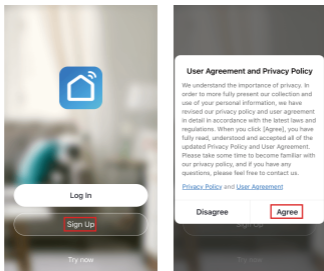 Log In
Sign Up
Try now
User Agreement and Privacy Policy
We understand the importance of privacy. In
order to more fully present our collection and
use of your personal information, we have
revised our privacy policy and user agreement
in detail in accordance with the latest laws and
regulations. When you click [Agree], you have
fully read, understood and accepted all of the
updated Privacy Policy and User Agreement.
Please take some time to become familiar with
our privacy policy, and if you have any
questions, please feel free to contact us.
Privacy Policy and User Agreement
Disagree
Agree
Sign Up
Try now